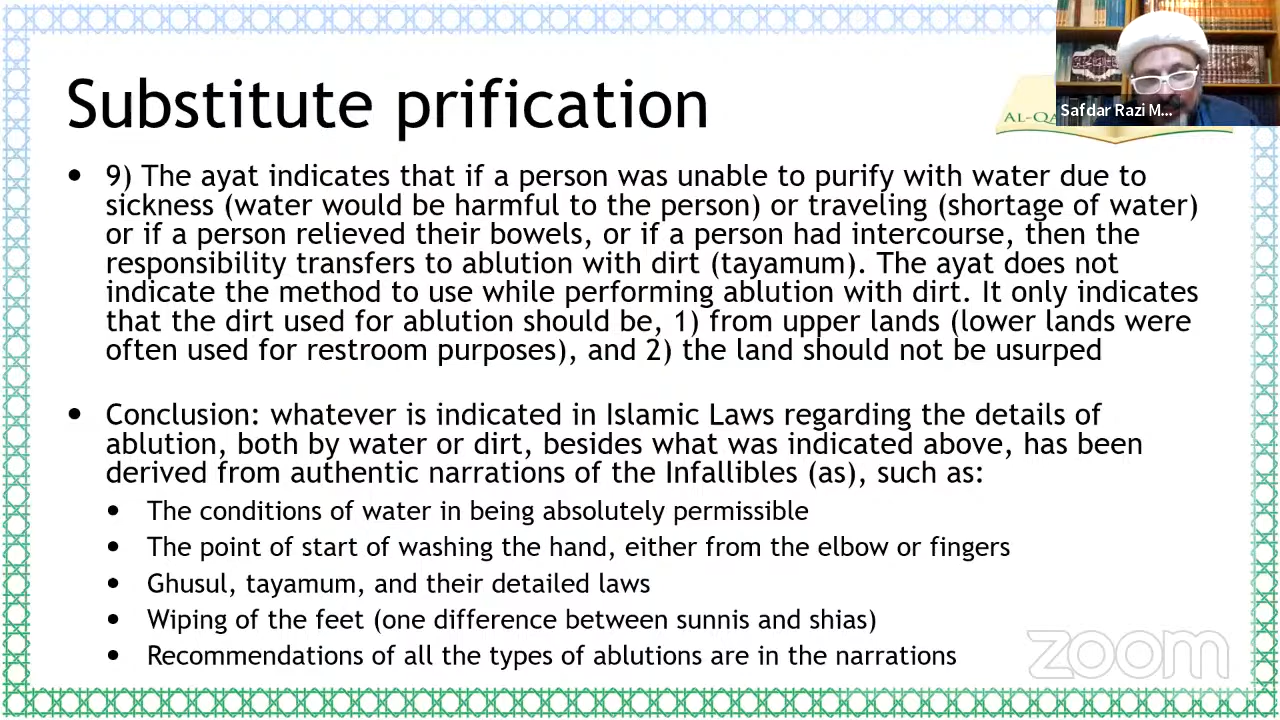 Substitute prification
AL-QA
Safdar Razi M...
• 9) The ayat indicates that if a person was unable to purify with water due to
sickness (water would be harmful to the person) or traveling (shortage of water)
or if a person relieved their bowels, or if a person had intercourse, then the
responsibility transfers to ablution with dirt (tayamum). The ayat does not
indicate the method to use while performing ablution with dirt. It only indicates
that the dirt used for ablution should be, 1) from upper lands (lower lands were
often used for restroom purposes), and 2) the land should not be usurped
• Conclusion: whatever is indicated in Islamic Laws regarding the details of
ablution, both by water or dirt, besides what was indicated above, has been
derived from authentic narrations of the Infallibles (as), such as:
• The conditions of water in being absolutely permissible
• The point of start of washing the hand, either from the elbow or fingers
• Ghusul, tayamum, and their detailed laws
• Wiping of the feet (one difference between sunnis and shias)
• Recommendations of all the types of ablutions are in the narrations
zoom